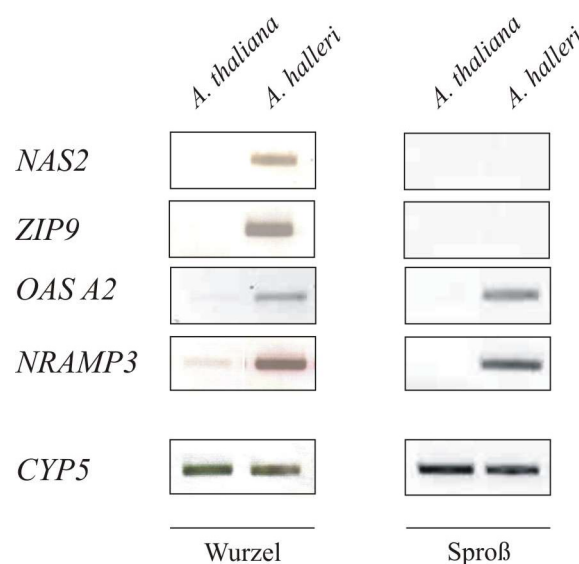 A. thaliana A. halleri A. thaliana A. halleri
NAS2
ZIP9
OAS A2
NRAMP3
CYP5
Wurzel Sproß